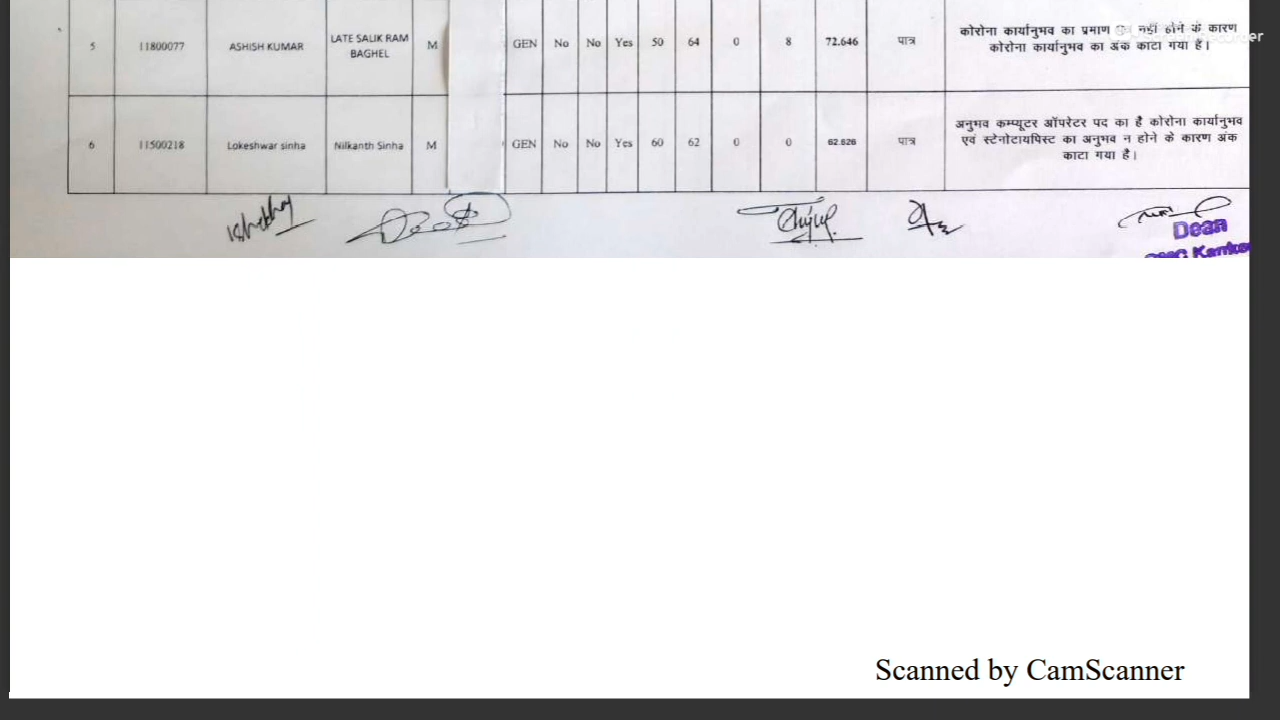 5 11800077 ASHISH KUMAR LATE SALIK RAM BAGHEL M GEN No No Yes 50 64 0 8 72.646 पात्र
कोरोना कार्यानुभव का प्रमाण नहीं होने के कारण
कोरोना कार्यानुभव का अंक काटा गया है।
6 11500218 Lokeshwar sinha Nilkanth Sinha M GEN No No Yes 60 62 0 0 62.626 पात्र
अनुभव कम्प्यूटर ऑपरेटर पद का है कोरोना कार्यानुभव
एवं स्टेनोटायपिस्ट का अनुभव न होने के कारण अंक
काटा गया है।
Dean
Scanned by CamScanner